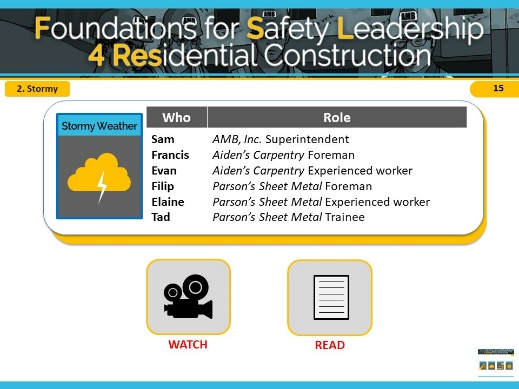 Foundations for Safety Leadership
4 Residential Construction
2. Stormy
15
Stormy Weather
Who Role
Sam AMB, Inc. Superintendent
Francis Aiden's Carpentry Foreman
Evan Aiden's Carpentry Experienced worker
Filip Parson's Sheet Metal Foreman
Elaine Parson's Sheet Metal Experienced worker
Tad Parson's Sheet Metal Trainee
WATCH READ